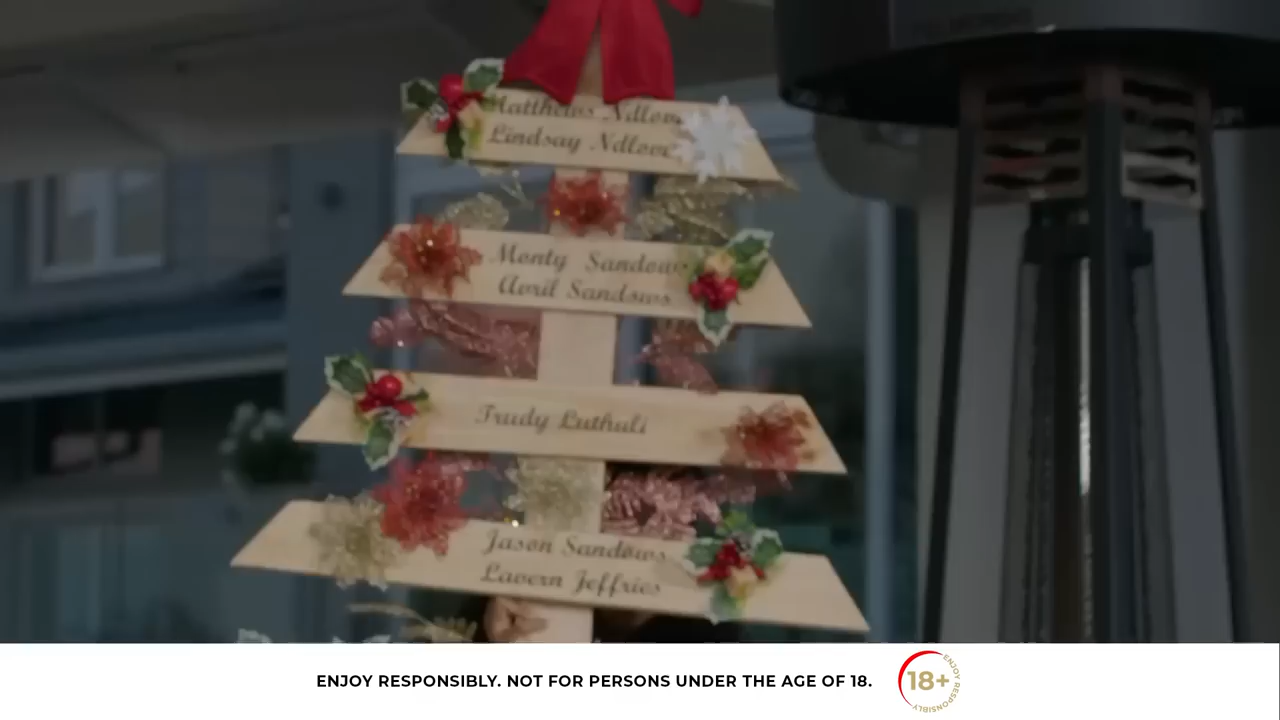 Matthews Ndlovu
Lindsay Ndlovu
Monty Sandows
Avril Sandows
Trudy Luthuli
Jason Sandows
Lavern Jeffries
ENJOY RESPONSIBLY. NOT FOR PERSONS UNDER THE AGE OF 18.
18+
ENJOY RESPONSIBLY